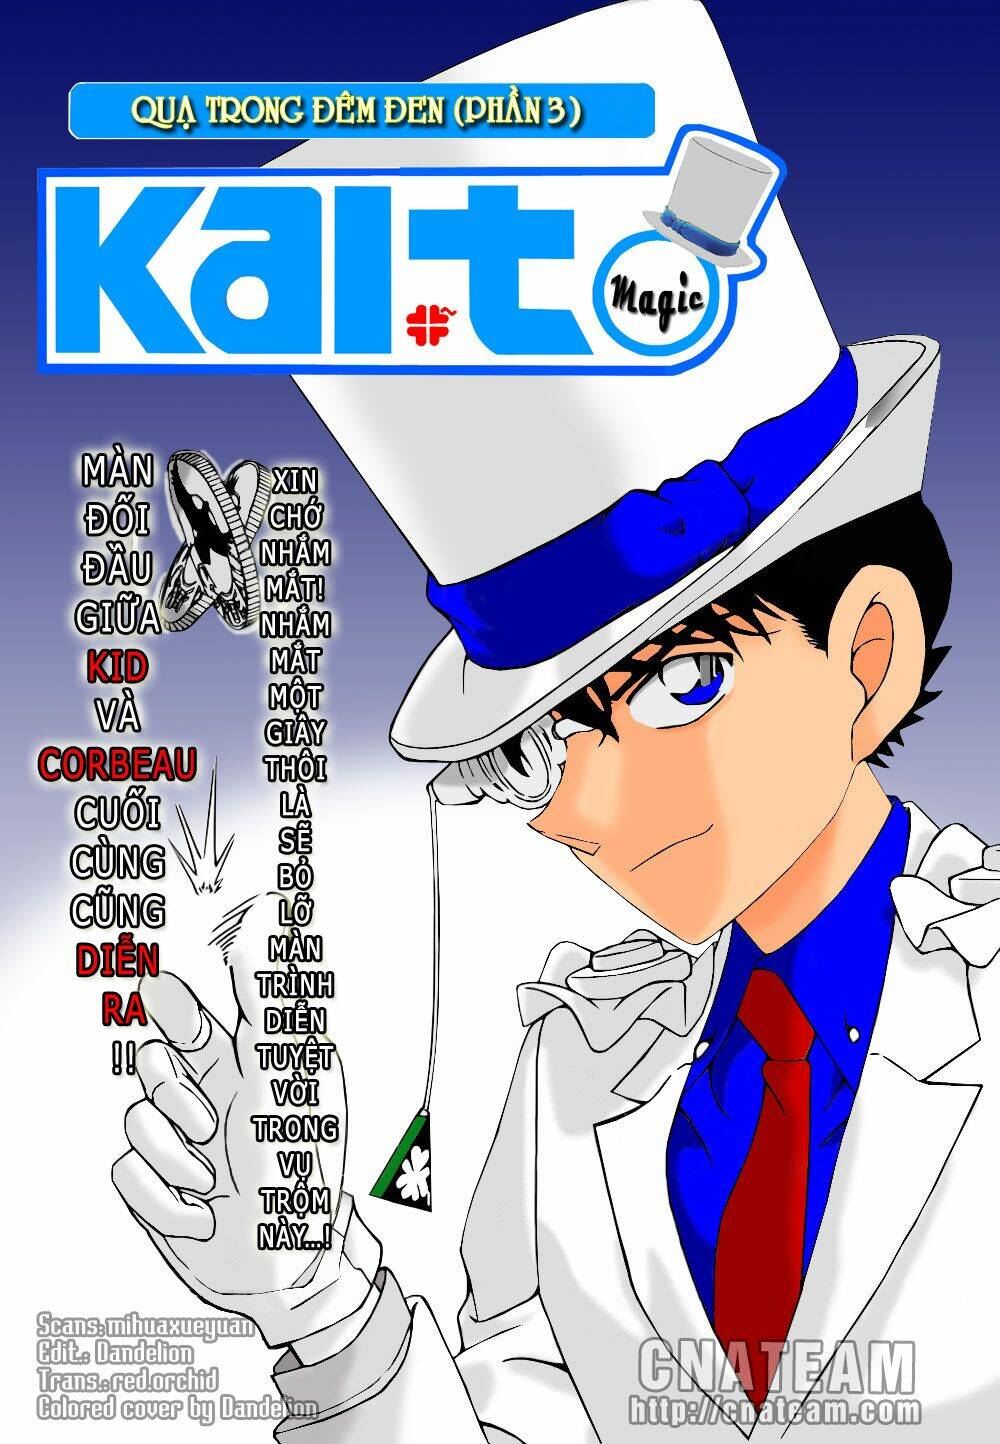 QUẠ TRONG ĐÊM ĐEN (PHẦN 3)
Kaito
Magic
MÀN
ĐỐI
ĐẦU
GIỮA
KID
VÀ
CORBEAU
CUỐI
CÙNG
CŨNG
DIỄN
RA
!!
XIN
CHỚ
NHẮM
MẮT!
NHẮM
MẮT
MỘT
GIÂY
THÔI
LÀ
SẼ
BỎ
LỠ
MÀN
TRÌNH
DIỄN
TUYỆT
VỜI
TRONG
VỤ
TRỘM
NÀY...!
Scans: mihuaxueyuan
Edit.: Dandelion
Trans.:red.orchid
Colored cover by Dandelion
CNATEAM
http://cnateam.com/